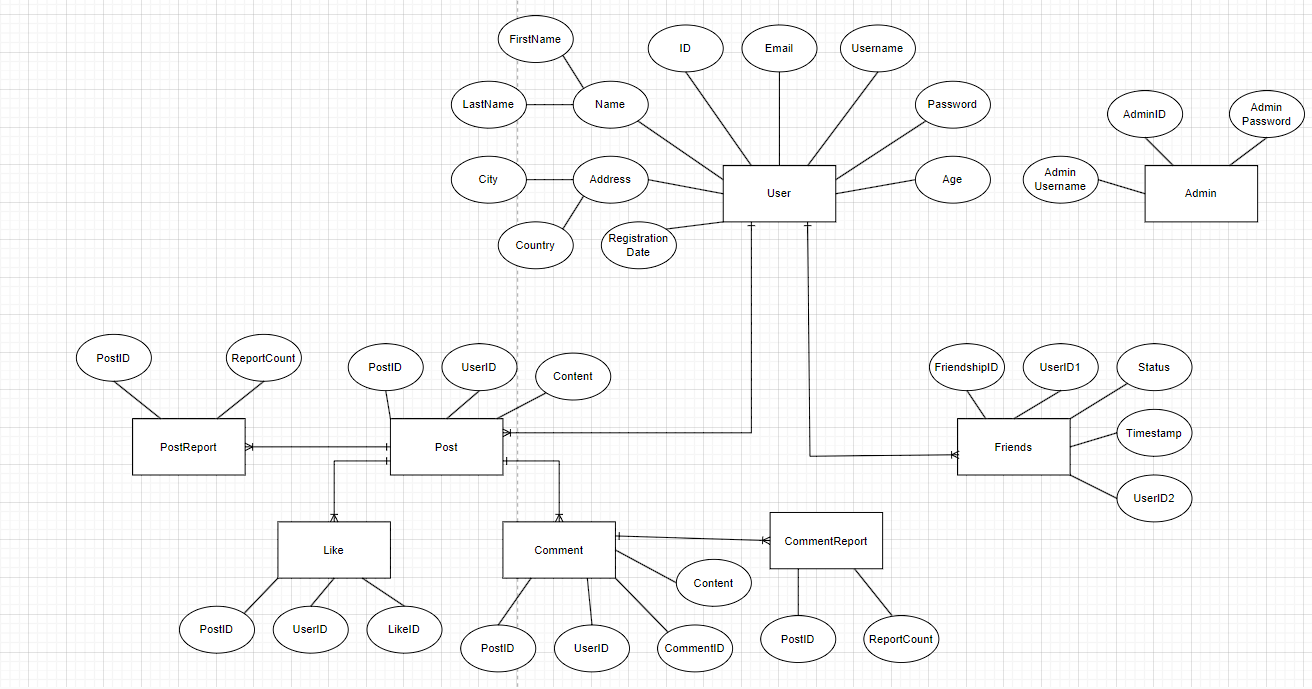 FirstName
ID
Email
Username
LastName
Name
Password
AdminID
Admin
Password
City
Address
User
Age
Admin
Username
Admin
Country
Registration
Date
PostID
ReportCount
PostID
UserID
Content
FriendshipID
UserID1
Status
PostReport
Post
Friends
Timestamp
UserID2
Like
Comment
CommentReport
Content
PostID
UserID
LikeID
PostID
UserID
CommentID
PostID
ReportCount